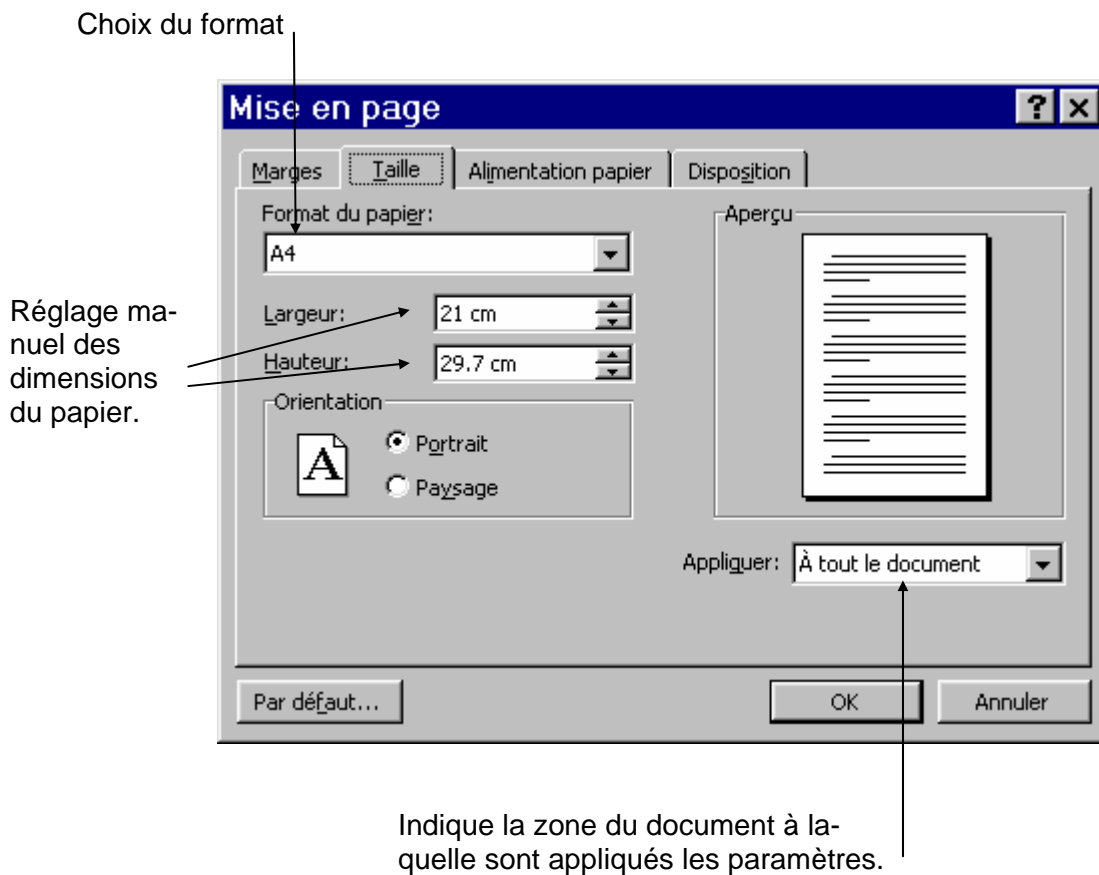 Choix du format
Mise en page
Marges Taille Alimentation papier Disposition
Format du papier:
Aperçu
A4
Réglage ma-
nuel des
dimensions
du papier.
Largeur: 21 cm
Hauteur: 29.7 cm
Orientation
A
Portrait
Paysage
Appliquer: À tout le document
Par défaut... OK Annuler
Indique la zone du document à la-
quelle sont appliqués les paramètres.